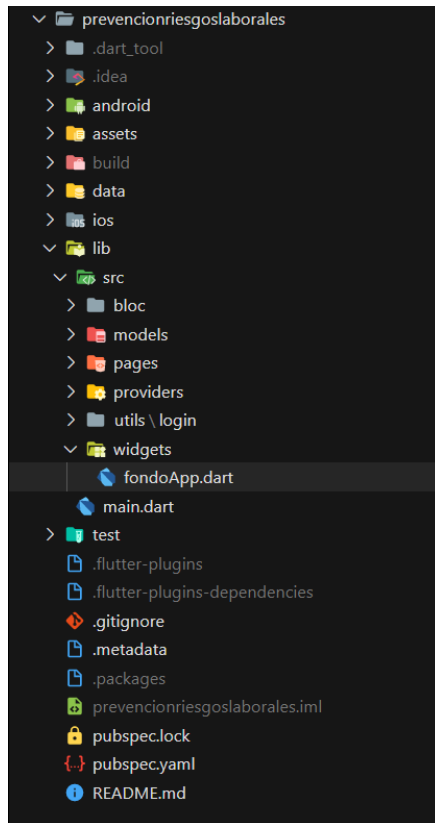 prevencionriesgoslaborales
.dart_tool
.idea
android
assets
build
data
iOS
ios
lib
src
bloc
models
pages
providers
utils \ login
widgets
fondoApp.dart
main.dart
test
.flutter-plugins
.flutter-plugins-dependencies
.gitignore
.metadata
.packages
prevencionriesgoslaborales.iml
pubspec.lock
pubspec.yaml
README.md